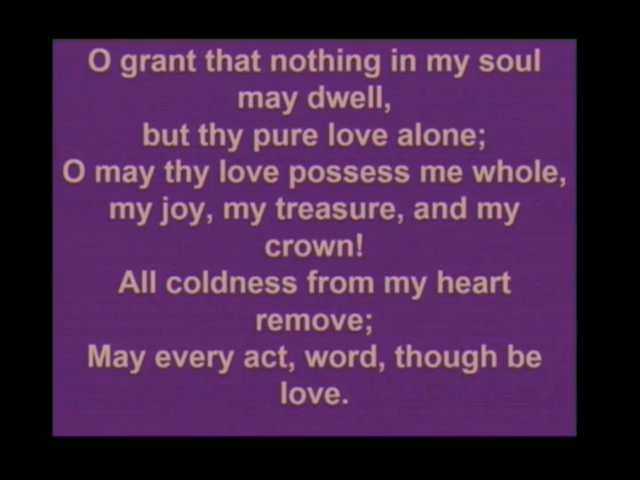 O grant that nothing in my soul
may dwell,
but thy pure love alone;
O may thy love possess me whole,
my joy, my treasure, and my
crown!
All coldness from my heart
remove;
May every act, word, though be
love.